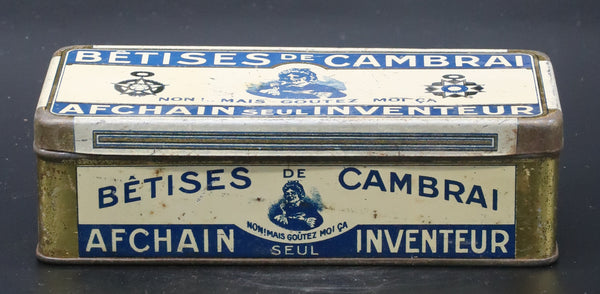 BÊTISES DE CAMBRAI
NON! MAIS GOUTEZ MOI ÇA
AFCHAIN SEUL INVENTEUR
BÊTISES DE CAMBRAI
NON! MAIS GOÛTEZ MOI ÇA
AFCHAIN SEUL INVENTEUR